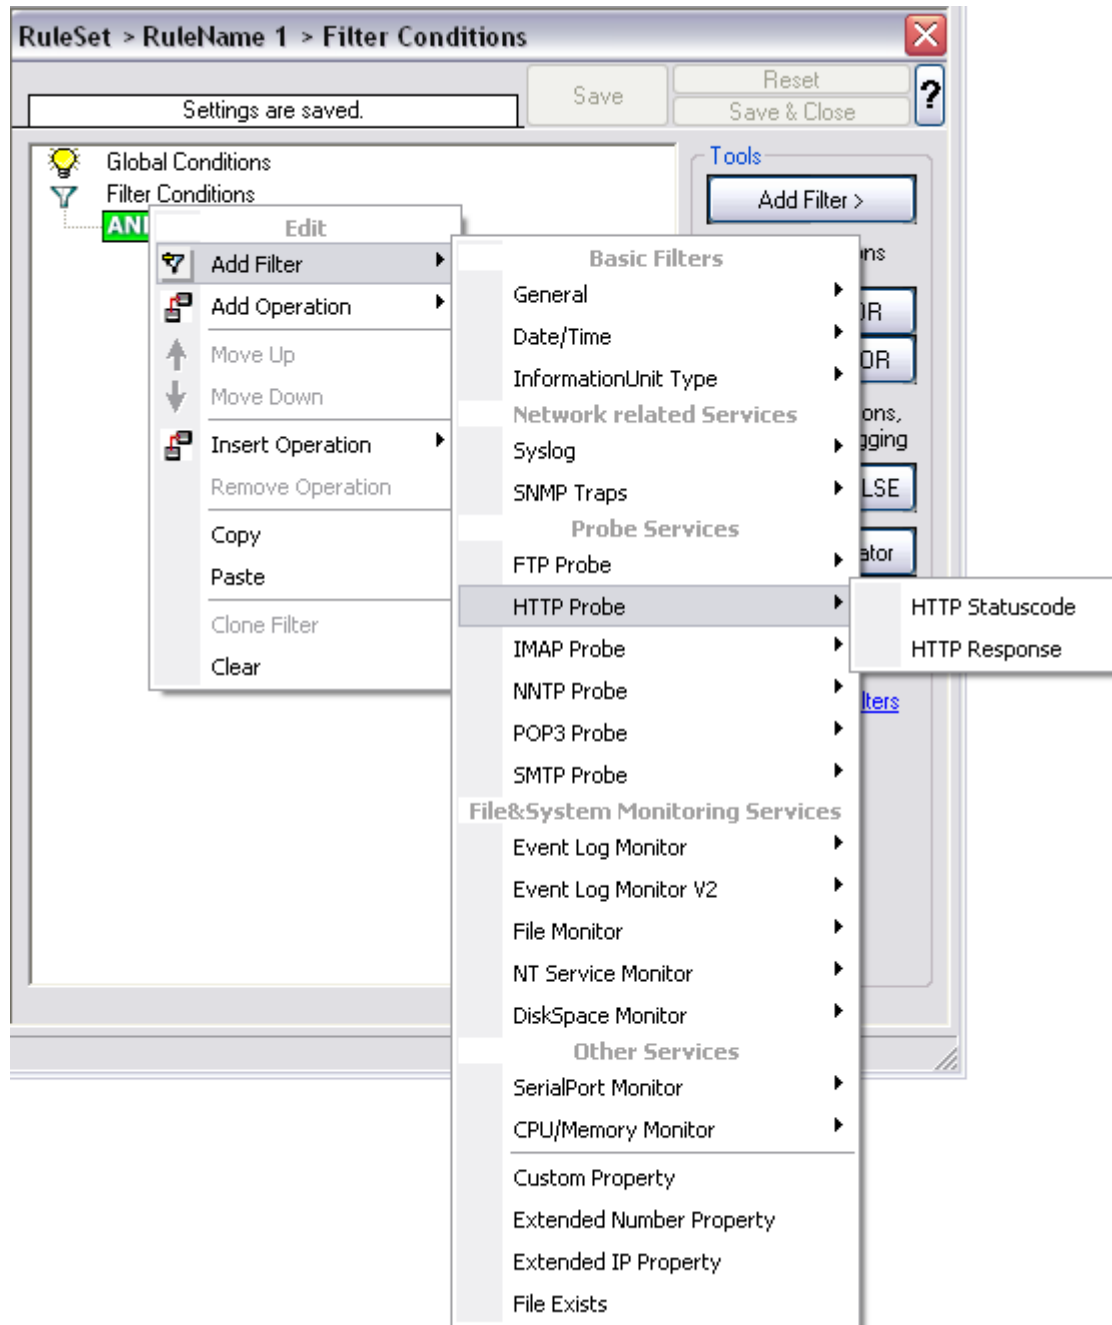 RuleSet > RuleName 1 > Filter Conditions
Settings are saved.
Save
Reset
Save & Close
?
Global Conditions
Filter Conditions
Tools
Add Filter >
Edit
Add Filter
Add Operation
Move Up
Move Down
Insert Operation
Remove Operation
Copy
Paste
Clone Filter
Clear
Basic Filters
General
Date/Time
InformationUnit Type
Network related Services
Syslog
SNMP Traps
Probe Services
FTP Probe
HTTP Probe
IMAP Probe
NNTP Probe
POP3 Probe
SMTP Probe
File&System Monitoring Services
Event Log Monitor
Event Log Monitor V2
File Monitor
NT Service Monitor
DiskSpace Monitor
Other Services
SerialPort Monitor
CPU/Memory Monitor
Custom Property
Extended Number Property
Extended IP Property
File Exists
HTTP Statuscode
HTTP Response